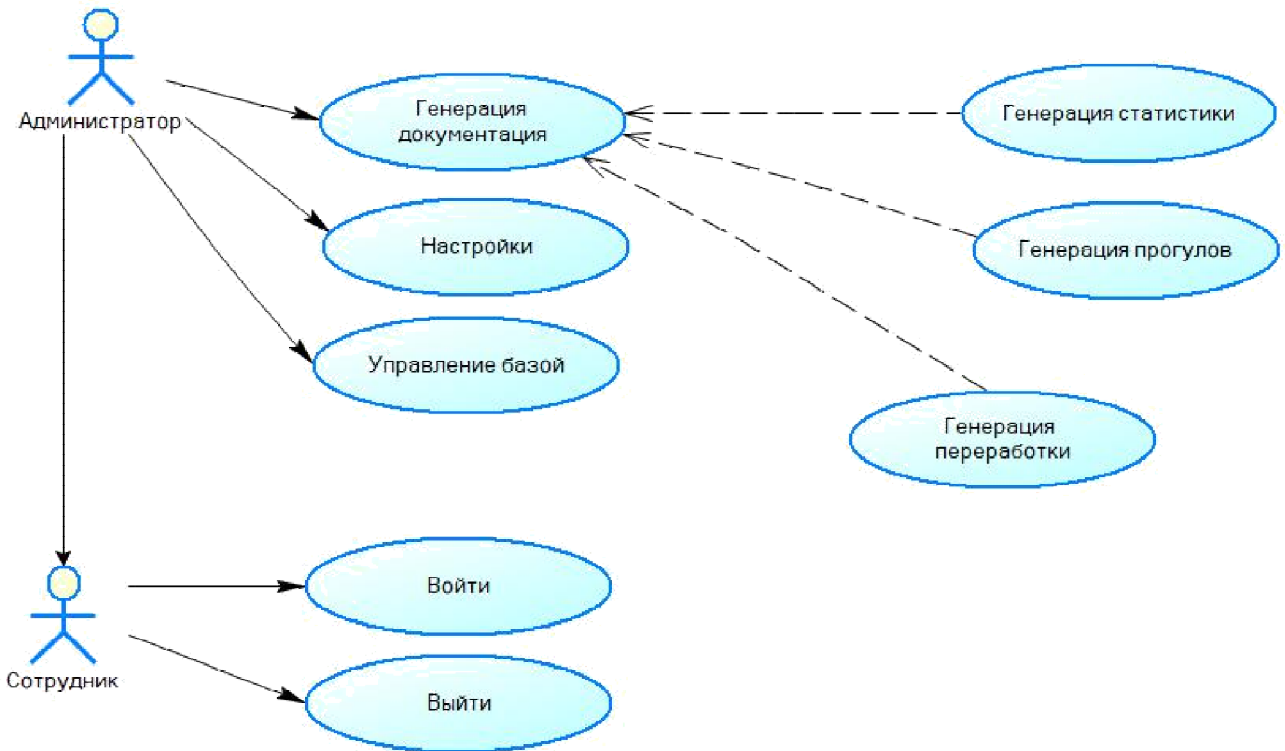 Администратор
Генерация
документация
Генерация статистики
Настройки
Генерация прогулов
Управление базой
Генерация
переработки
Войти
Сотрудник
Выйти